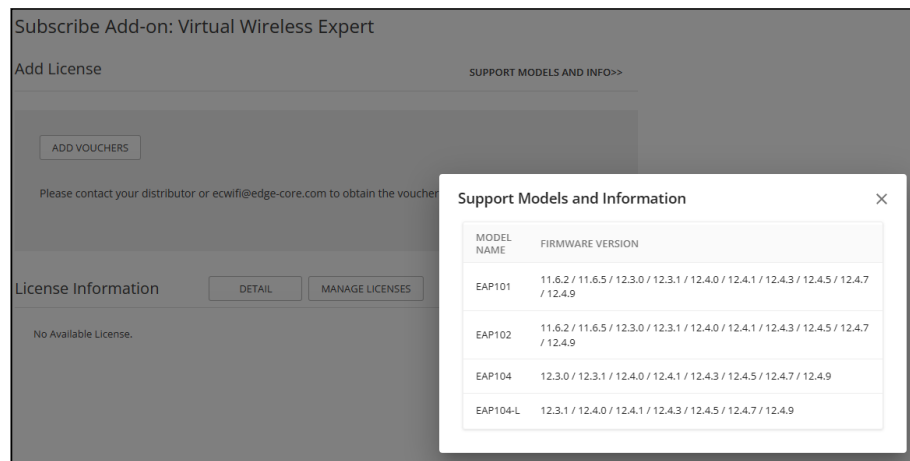 Subscribe Add-on: Virtual Wireless Expert
Add License
SUPPORT MODELS AND INFO>>
ADD VOUCHERS
Please contact your distributor or ecwifi@edge-core.com to obtain the voucher
License Information
DETAIL
MANAGE LICENSES
No Available License.
Support Models and Information
MODEL
NAME
FIRMWARE VERSION
EAP101
11.6.2 / 11.6.5 / 12.3.0 / 12.3.1 / 12.4.0 / 12.4.1 / 12.4.3 / 12.4.5 / 12.4.7
/ 12.4.9
EAP102
11.6.2 / 11.6.5 / 12.3.0 / 12.3.1 / 12.4.0 / 12.4.1 / 12.4.3 / 12.4.5 / 12.4.7
/ 12.4.9
EAP104
12.3.0 / 12.3.1 / 12.4.0 / 12.4.1 / 12.4.3 / 12.4.5 / 12.4.7 / 12.4.9
EAP104-L
12.3.1 / 12.4.0 / 12.4.1 / 12.4.3 / 12.4.5 / 12.4.7 / 12.4.9